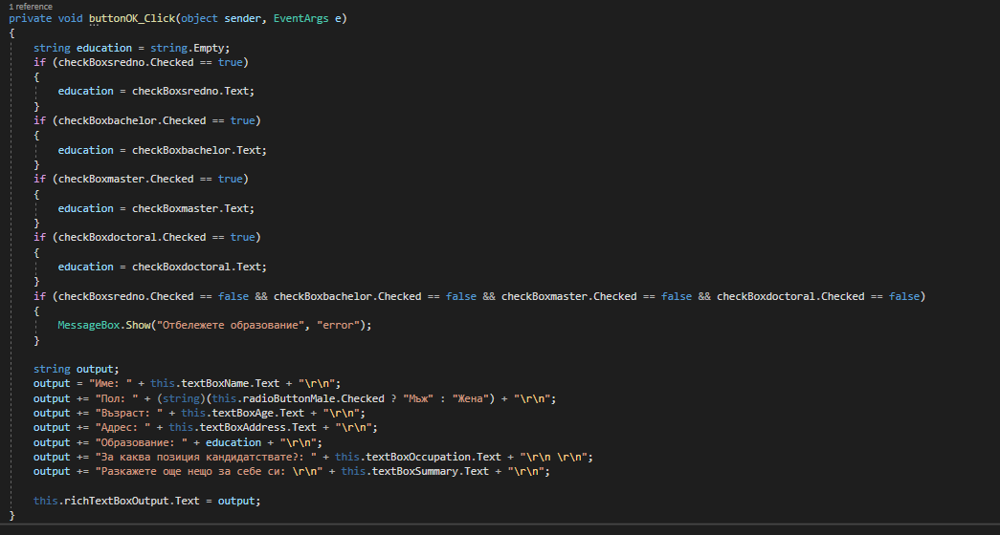 1 reference
private void buttonOK_Click(object sender, EventArgs e)
{
    string education = string.Empty;
    if (checkBoxsredno.Checked == true)
    {
        education = checkBoxsredno.Text;
    }
    if (checkBoxbachelor.Checked == true)
    {
        education = checkBoxbachelor.Text;
    }
    if (checkBoxmaster.Checked == true)
    {
        education = checkBoxmaster.Text;
    }
    if (checkBoxdoctoral.Checked == true)
    {
        education = checkBoxdoctoral.Text;
    }
    if (checkBoxsredno.Checked == false && checkBoxbachelor.Checked == false && checkBoxmaster.Checked == false && checkBoxdoctoral.Checked == false)
    {
        MessageBox.Show("Отбележете образование", "error");
    }

    string output;
    output = "Име: " + this.textBoxName.Text + "\r\n";
    output += "Пол: " + (string)(this.radioButtonMale.Checked ? "Мъж" : "Жена") + "\r\n";
    output += "Възраст: " + this.textBoxAge.Text + "\r\n";
    output += "Адрес: " + this.textBoxAddress.Text + "\r\n";
    output += "Образование: " + education + "\r\n";
    output += "За каква позиция кандидатствате?: " + this.textBoxOccupation.Text + "\r\n \r\n";
    output += "Разкажете още нещо за себе си: \r\n" + this.textBoxSummary.Text + "\r\n";

    this.richTextBoxOutput.Text = output;
}